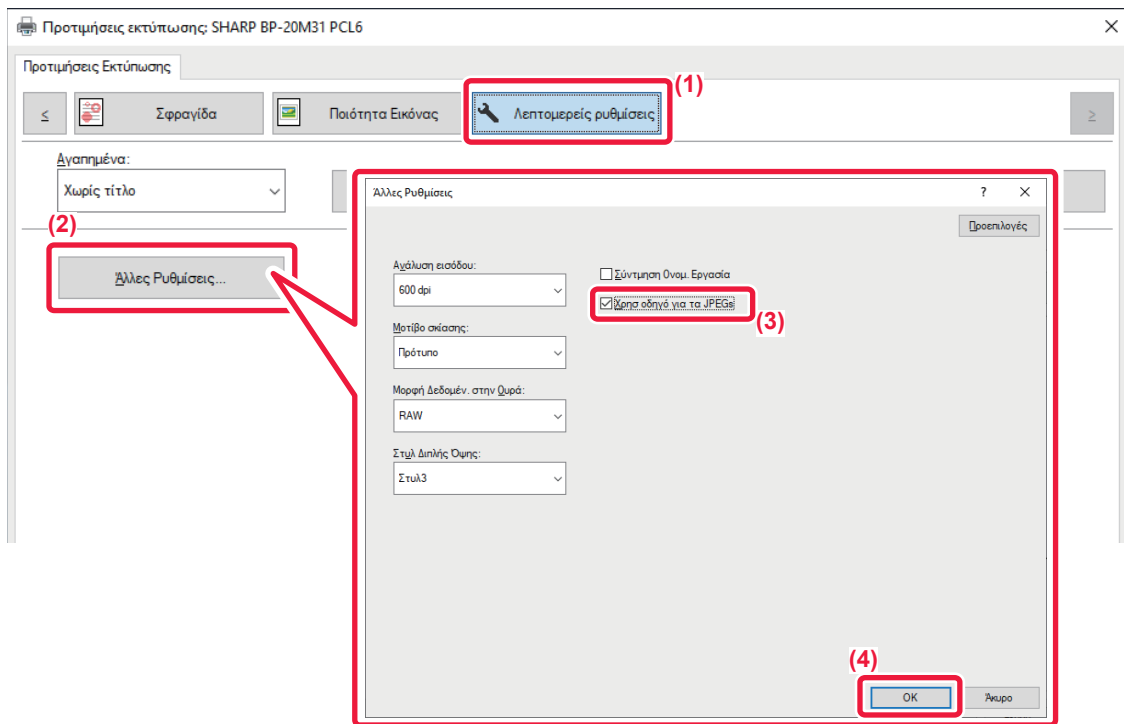 Προτιμήσεις εκτύπωσης: SHARP BP-20M31 PCL6
Προτιμήσεις Εκτύπωσης
(1)
<
Σφραγίδα
Ποιότητα Εικόνας
Λεπτομερείς ρυθμίσεις
>
Αγαπημένα:
Χωρίς τίτλο
(2)
Άλλες Ρυθμίσεις...
Άλλες Ρυθμίσεις
?
Προεπιλογές
Ανάλυση εισόδου:
600 dpi
Σύντμηση Ονομ. Εργασία
Χρησ οδηγό για τα JPEGs
(3)
Μοτίβο σκίασης:
Πρότυπο
Μορφή Δεδομέν. στην Ουρά:
RAW
Στυλ Διπλής Όψης:
Στυλ3
(4)
OK
Άκυρο